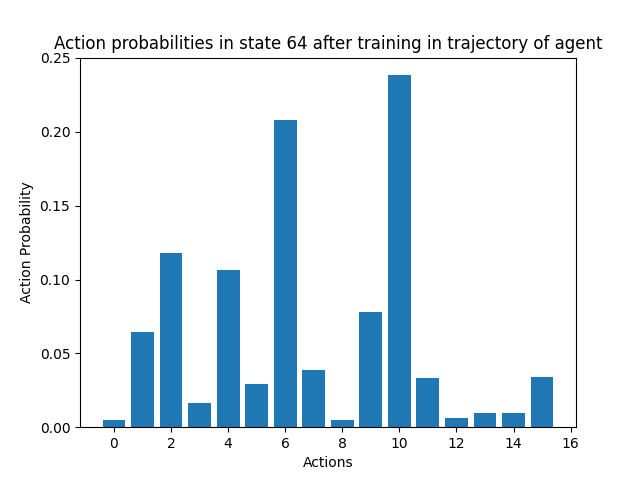 Action probabilities in state 64 after training in trajectory of agent
0.25
0.20
0.15
0.10
0.05
0.00
Action Probability
0 2 4 6 8 10 12 14 16
Actions